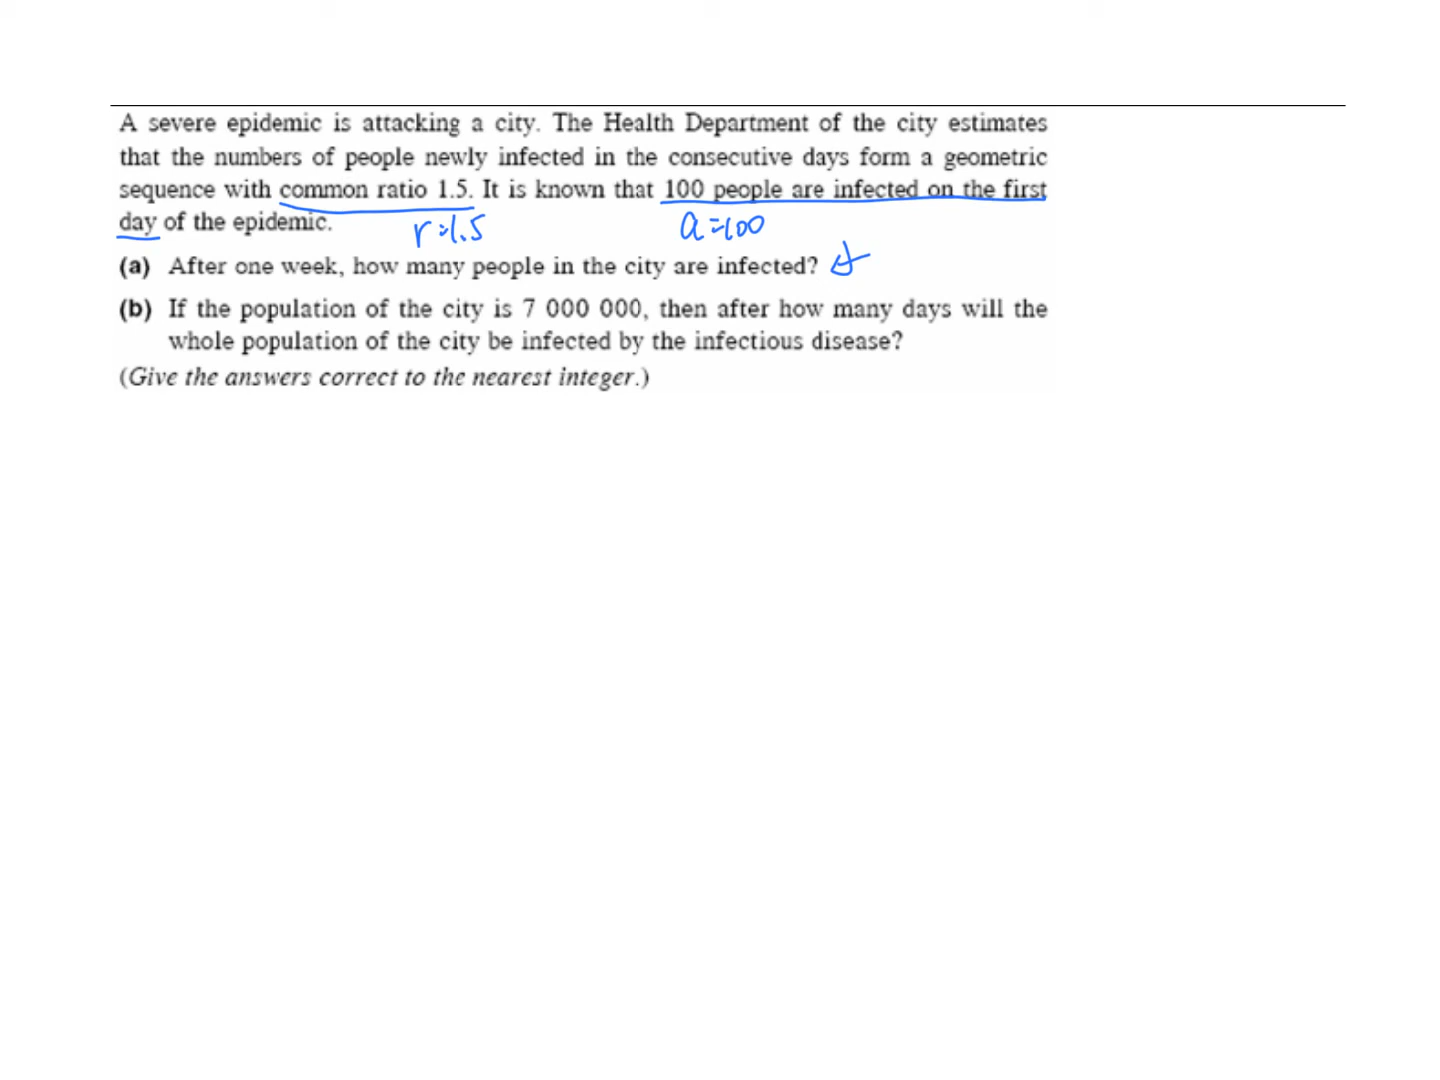 A severe epidemic is attacking a city. The Health Department of the city estimates
that the numbers of people newly infected in the consecutive days form a geometric
sequence with common ratio 1.5. It is known that 100 people are infected on the first
day of the epidemic.
r=1.5 a=100
(a) After one week, how many people in the city are infected?
(b) If the population of the city is 7 000 000, then after how many days will the
whole population of the city be infected by the infectious disease?
(Give the answers correct to the nearest integer.)